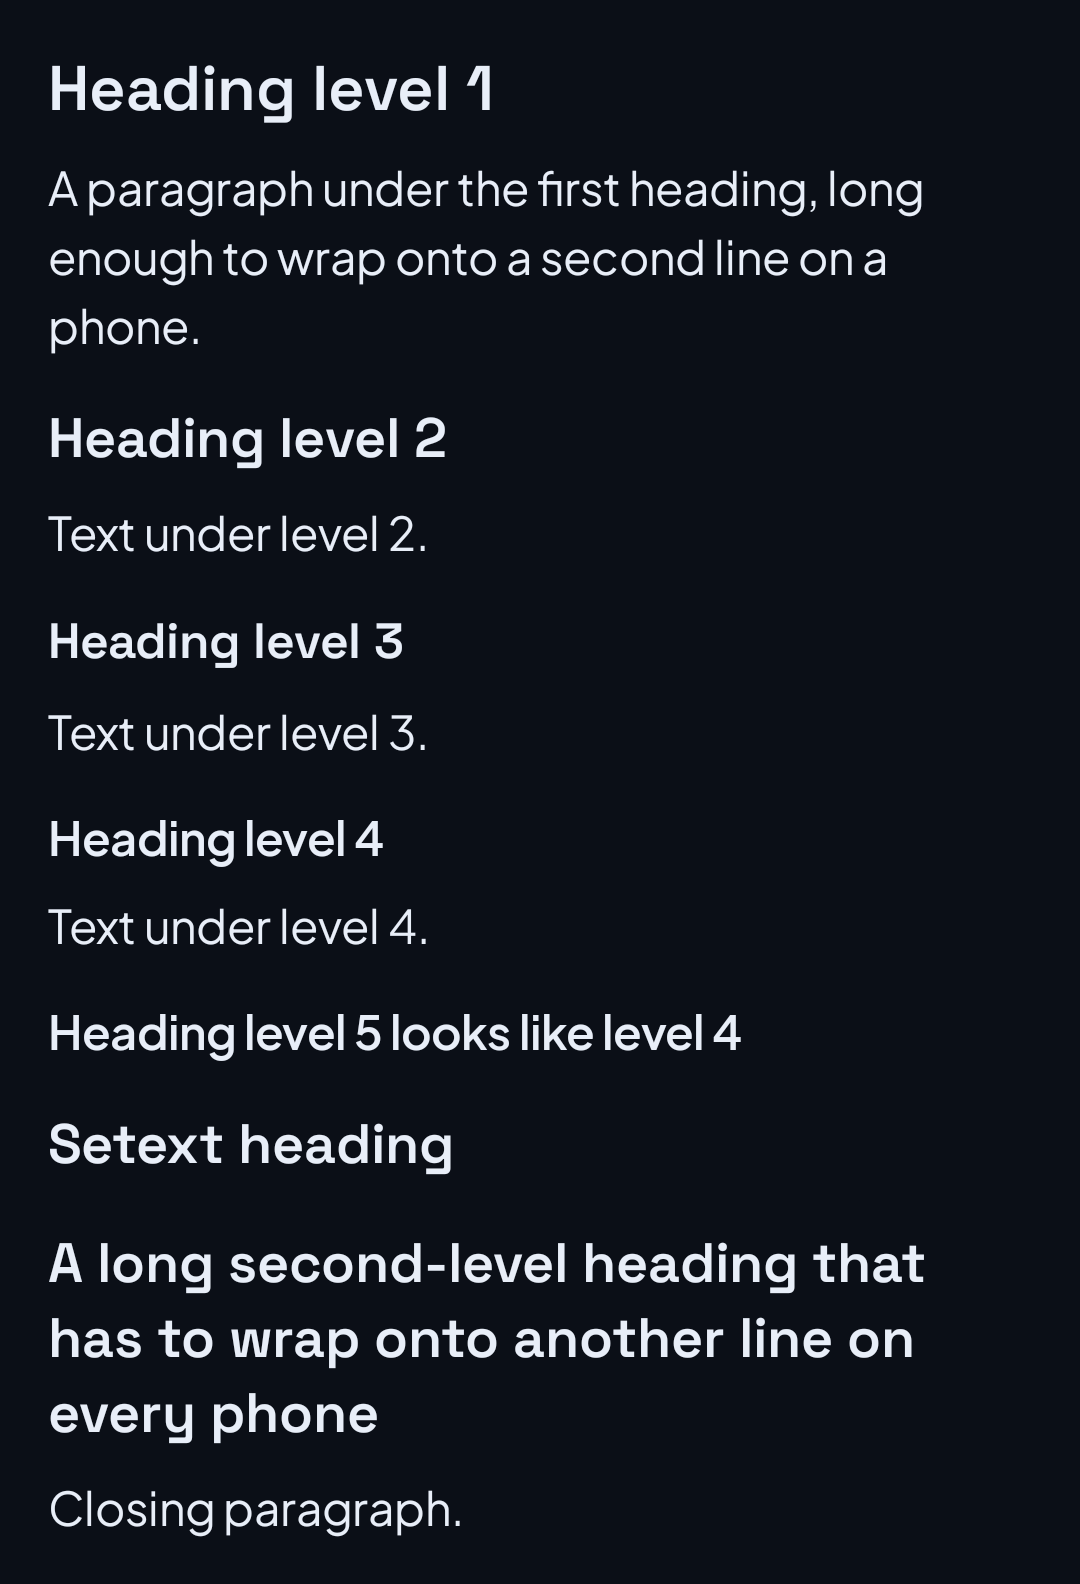 Heading level 1
A paragraph under the first heading, long
enough to wrap onto a second line on a
phone.
Heading level 2
Text under level 2.
Heading level 3
Text under level 3.
Heading level 4
Text under level 4.
Heading level 5 looks like level 4
Setext heading
A long second-level heading that
has to wrap onto another line on
every phone
Closing paragraph.